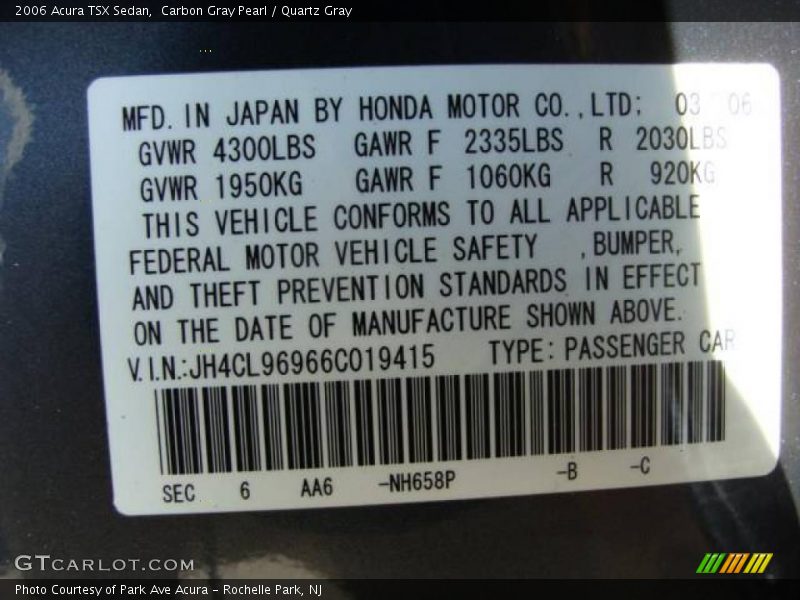 2006 Acura TSX Sedan,  Carbon Gray Pearl / Quartz Gray
MFD. IN JAPAN BY HONDA MOTOR CO.,LTD; 03 06
GVWR 4300LBS GAWR F 2335LBS R 2030LBS
GVWR 1950KG GAWR F 1060KG R 920KG
THIS VEHICLE CONFORMS TO ALL APPLICABLE
FEDERAL MOTOR VEHICLE SAFETY ,BUMPER,
AND THEFT PREVENTION STANDARDS IN EFFECT
ON THE DATE OF MANUFACTURE SHOWN ABOVE.
V.I.N.:JH4CL96966C019415 TYPE: PASSENGER CAR
SEC 6 AA6 -NH658P -B -C
GTCARLOT.COM
Photo Courtesy of Park Ave Acura – Rochelle Park, NJ